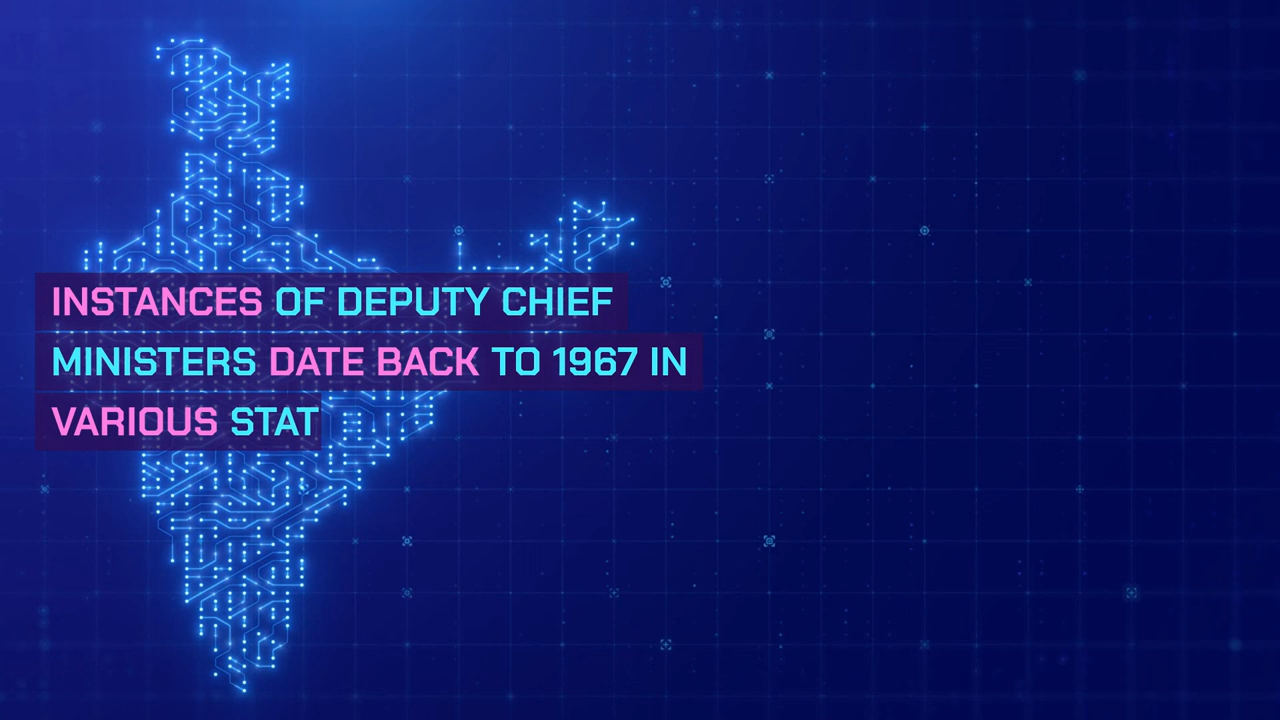 INSTANCES OF DEPUTY CHIEF
MINISTERS DATE BACK TO 1967 IN
VARIOUS STAT